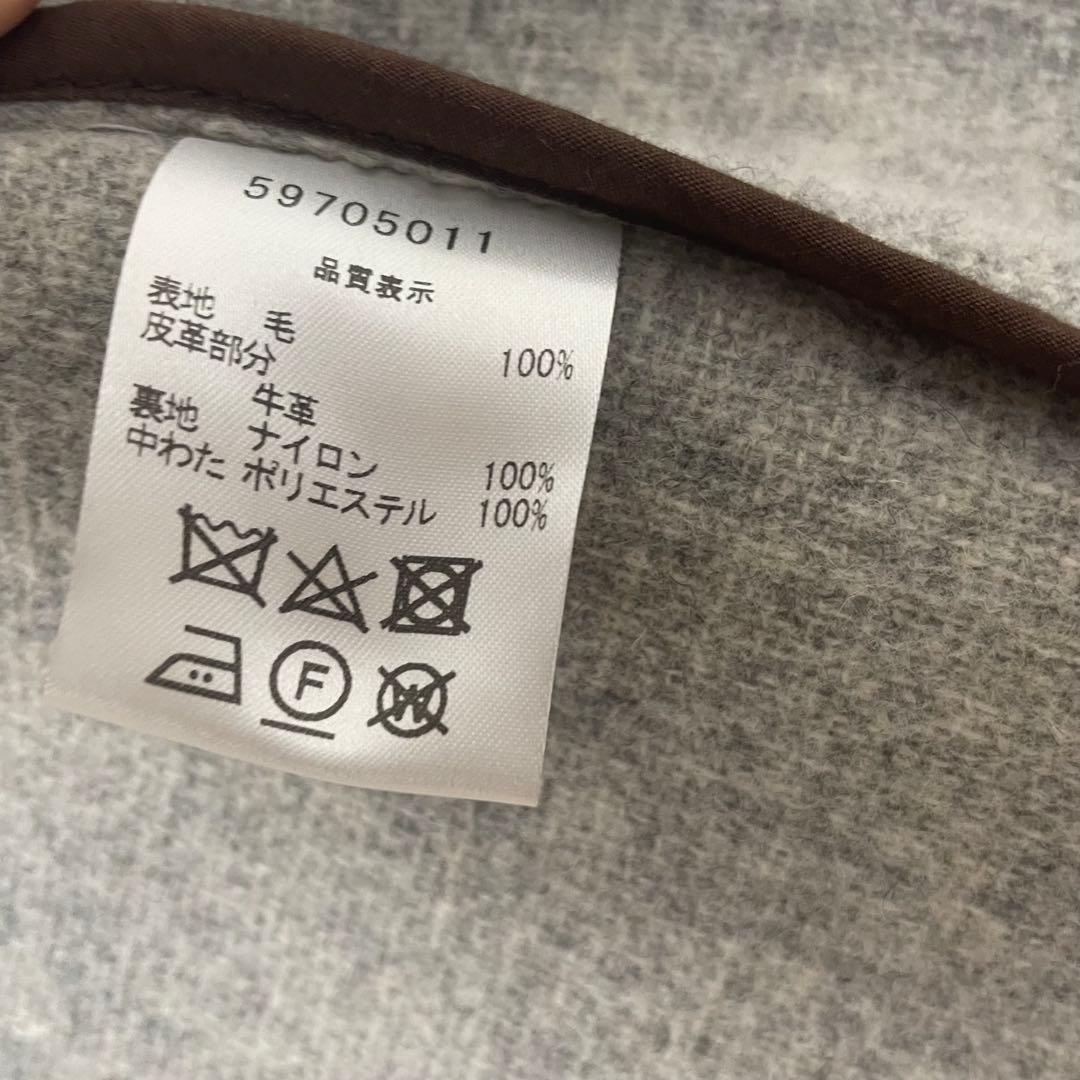 59705011
品質表示
表地 毛 100%
皮革部分
牛革
裏地 ナイロン 100%
中わた ポリエステル 100%
F
W